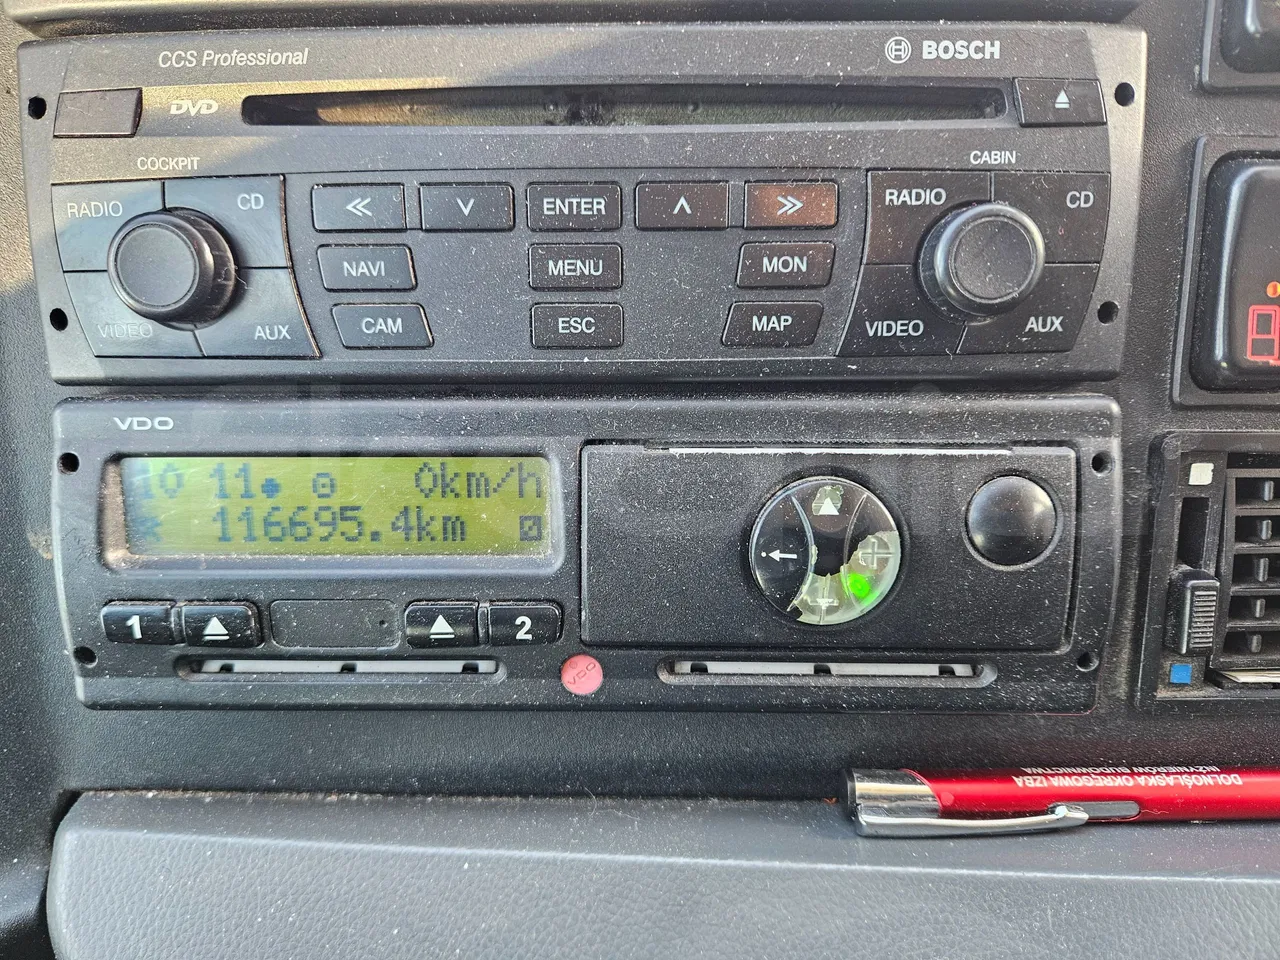 CCS Professional
BOSCH
DVD
COCKPIT
CABIN
RADIO
CD
ENTER
RADIO
CD
NAVI
MENU
MON
VIDEO
AUX
CAM
ESC
MAP
VIDEO
AUX
VDO
11
0km/h
116695.4km
1
2
VDO
DOLNOŚLĄSKA OKRĘGOWA IZBA
INŻYNIERÓW BUDOWNICTWA